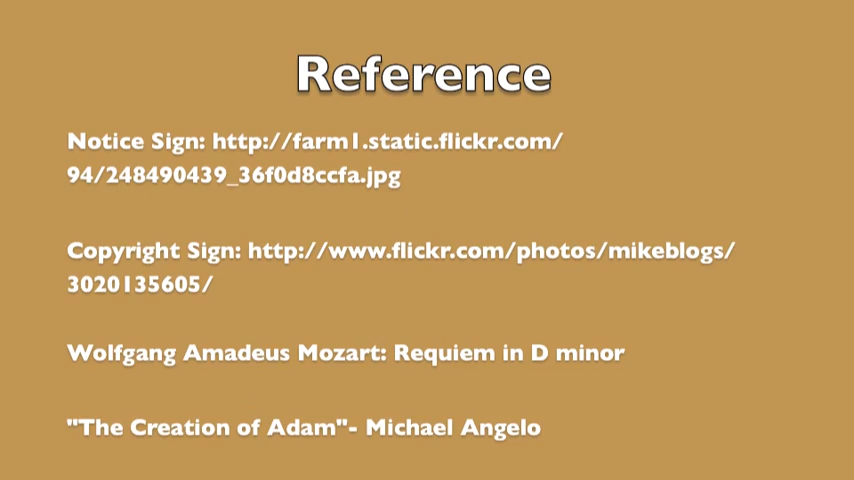 Reference
Notice Sign: http://farm1.static.flickr.com/
94/248490439_36f0d8ccfa.jpg
Copyright Sign: http://www.flickr.com/photos/mikeblogs/
3020135605/
Wolfgang Amadeus Mozart: Requiem in D minor
"The Creation of Adam"- Michael Angelo